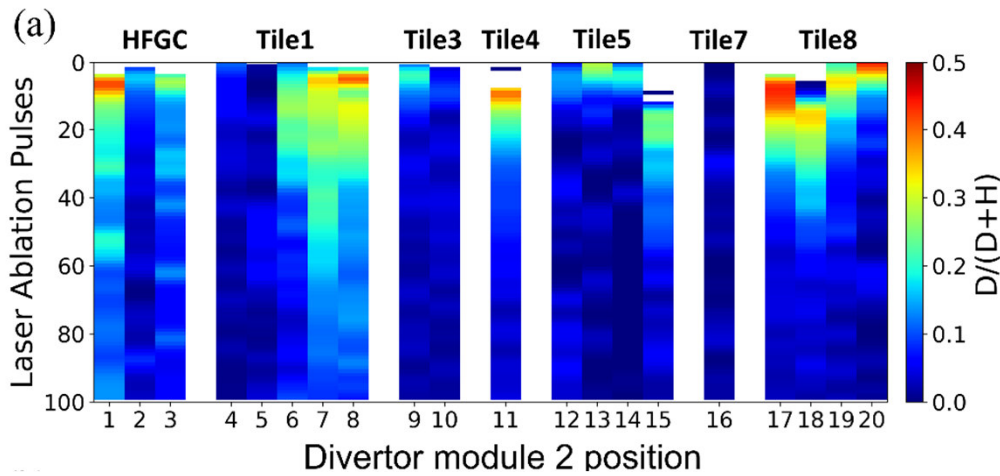 (a)
HFGC Tile1 Tile3 Tile4 Tile5 Tile7 Tile8
Laser Ablation Pulses
0
20
40
60
80
100
1 2 3 4 5 6 7 8 9 10 11 12 13 14 15 16 17 18 19 20
Divertor module 2 position
0.5
0.4
0.3
0.2
0.1
0.0
D/(D+H)